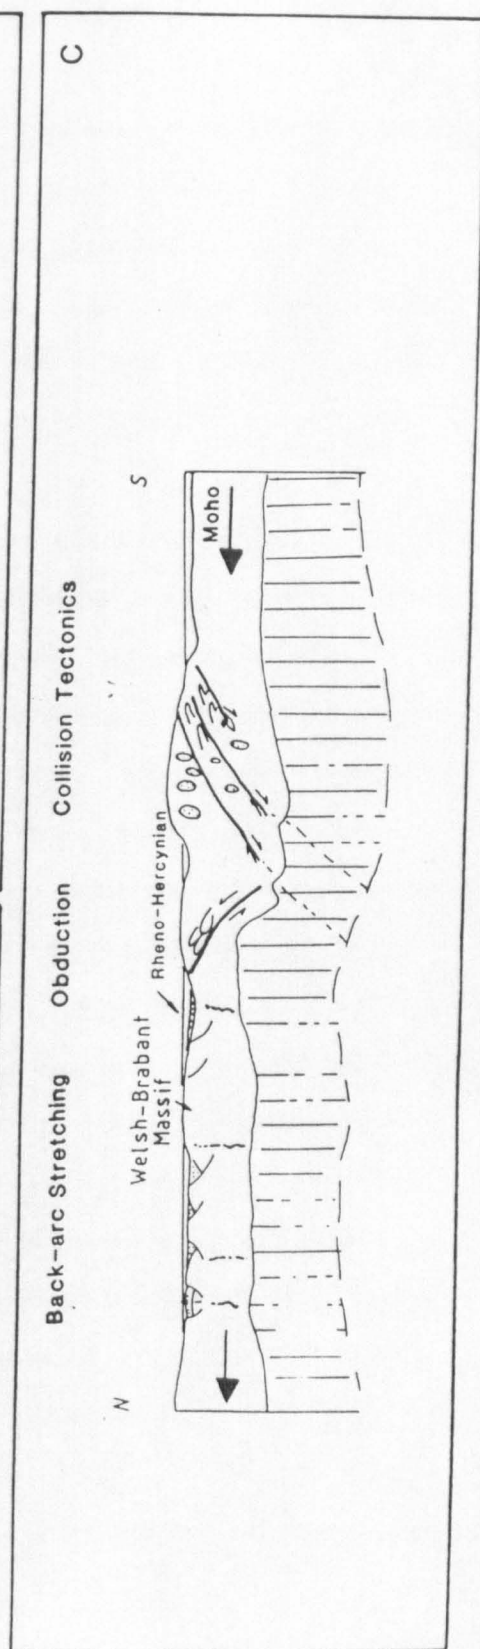 C
Back-arc Stretching Obduction Collision Tectonics
N
S
Welsh-Brabant
Massif
Rheno-Hercynian
Moho